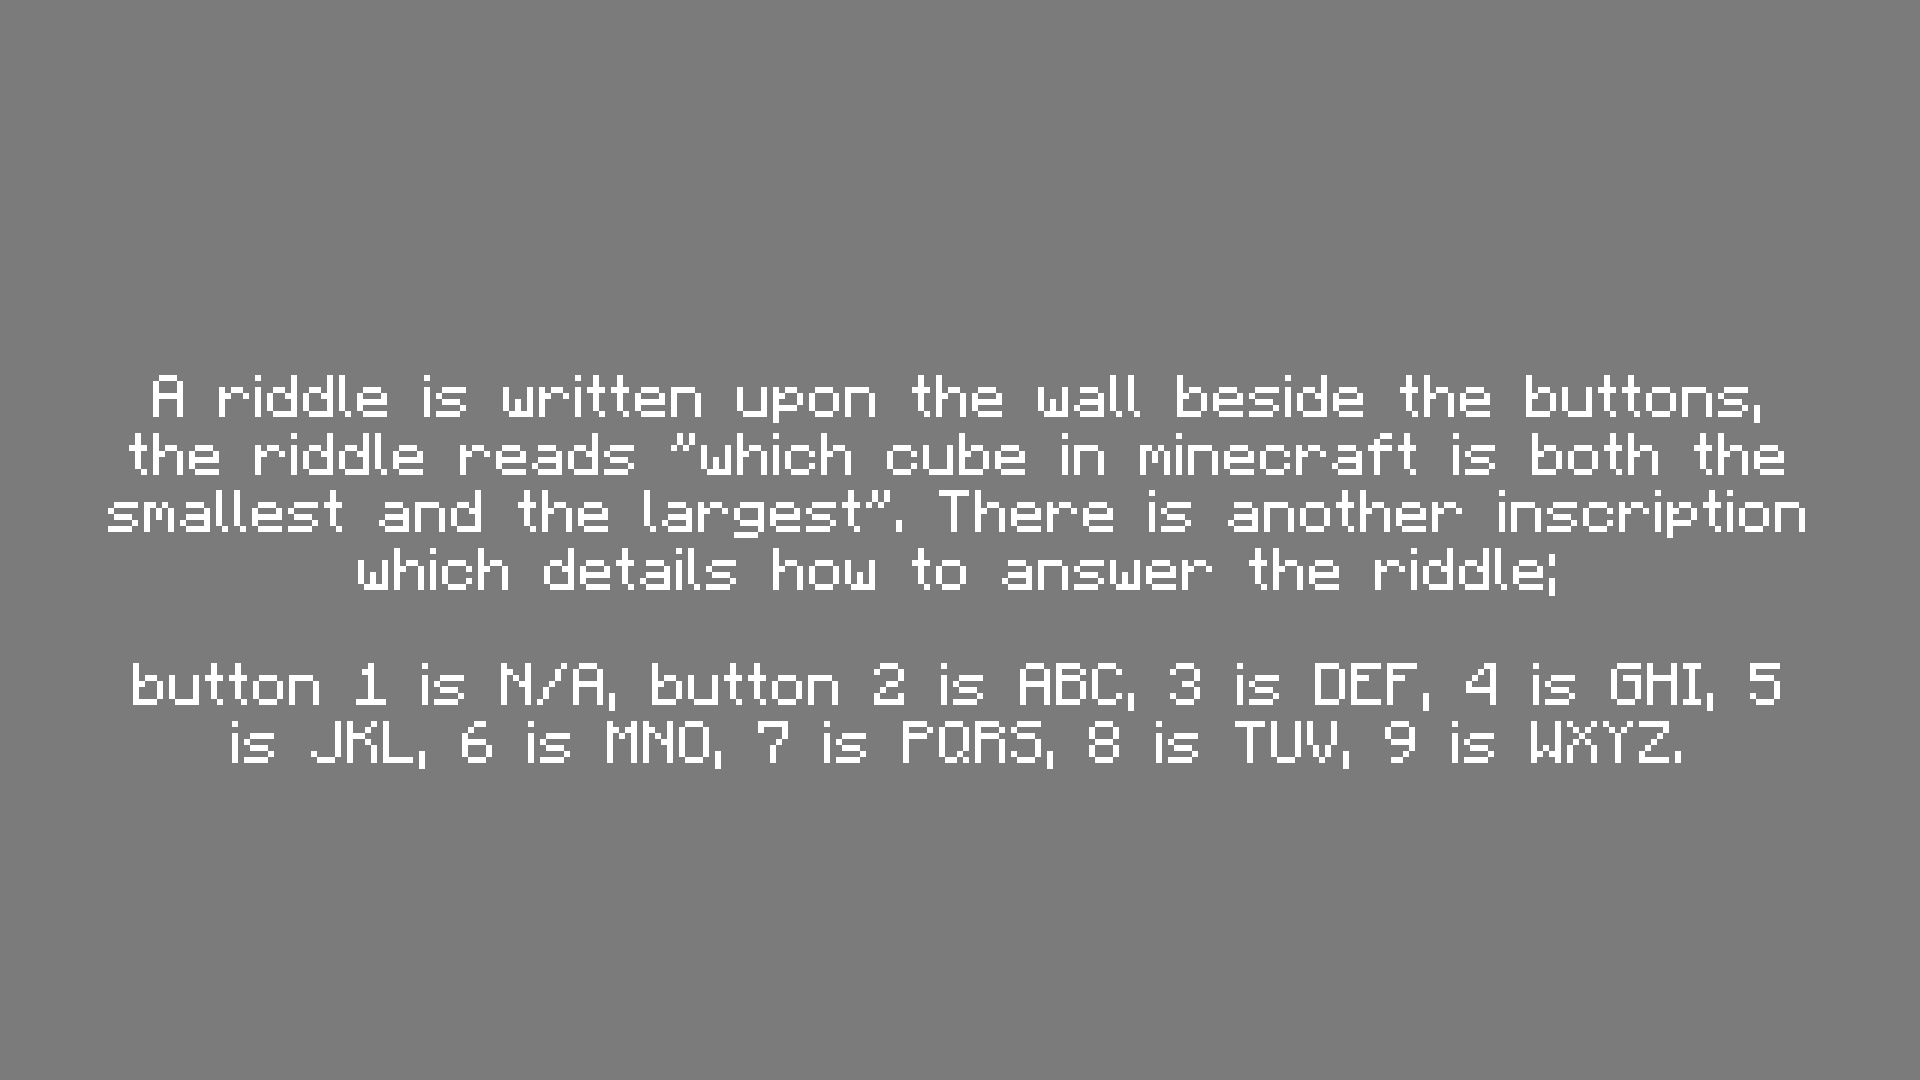 A riddle is written upon the wall beside the buttons,
the riddle reads "which cube in minecraft is both the
smallest and the largest". There is another inscription
which details how to answer the riddle;
button 1 is N/A, button 2 is ABC, 3 is DEF, 4 is GHI, 5
is JKL, 6 is MNO, 7 is PQRS, 8 is TUV, 9 is WXYZ.